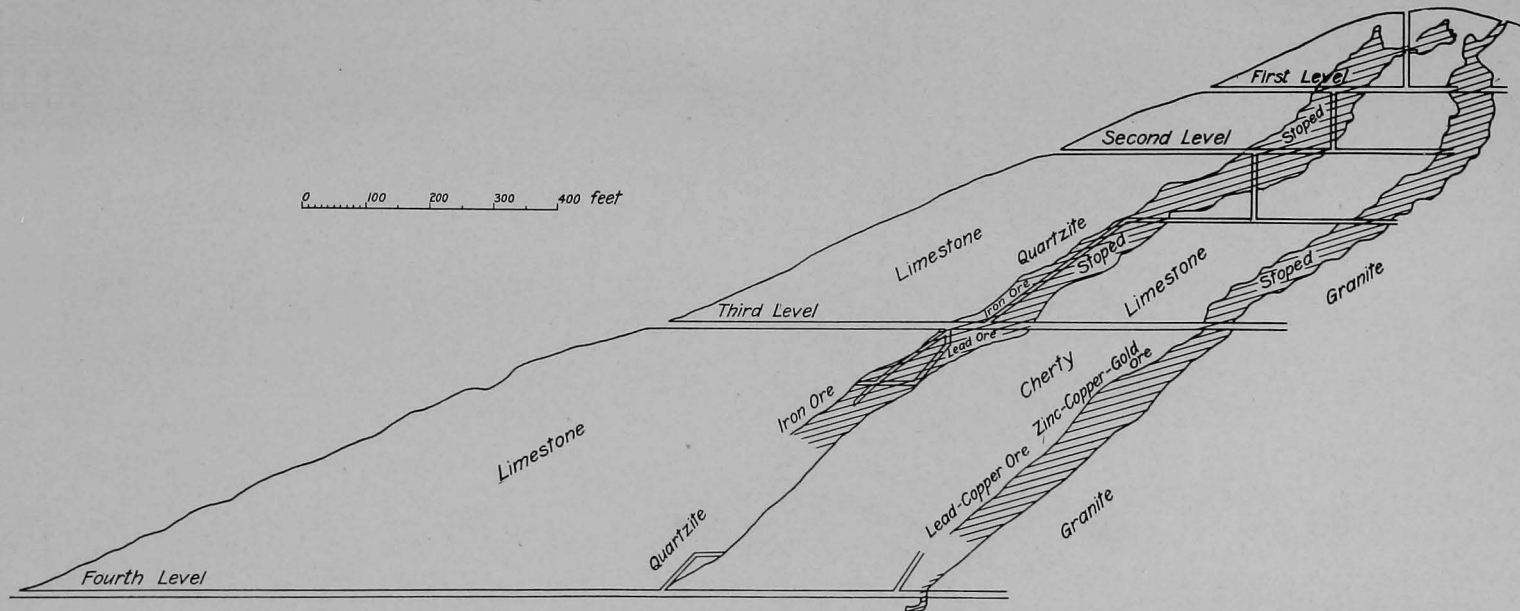 First Level
Stoped
Second Level
0 100 200 300 400 feet
Quartzite
Limestone
Stoped
Limestone
Stoped
Granite
Iron Ore
Third Level
Lead Ore
Cherty
Zinc-Copper-Gold
Ore
Iron Ore
Limestone
Lead-Copper Ore
Granite
Quartzite
Fourth Level